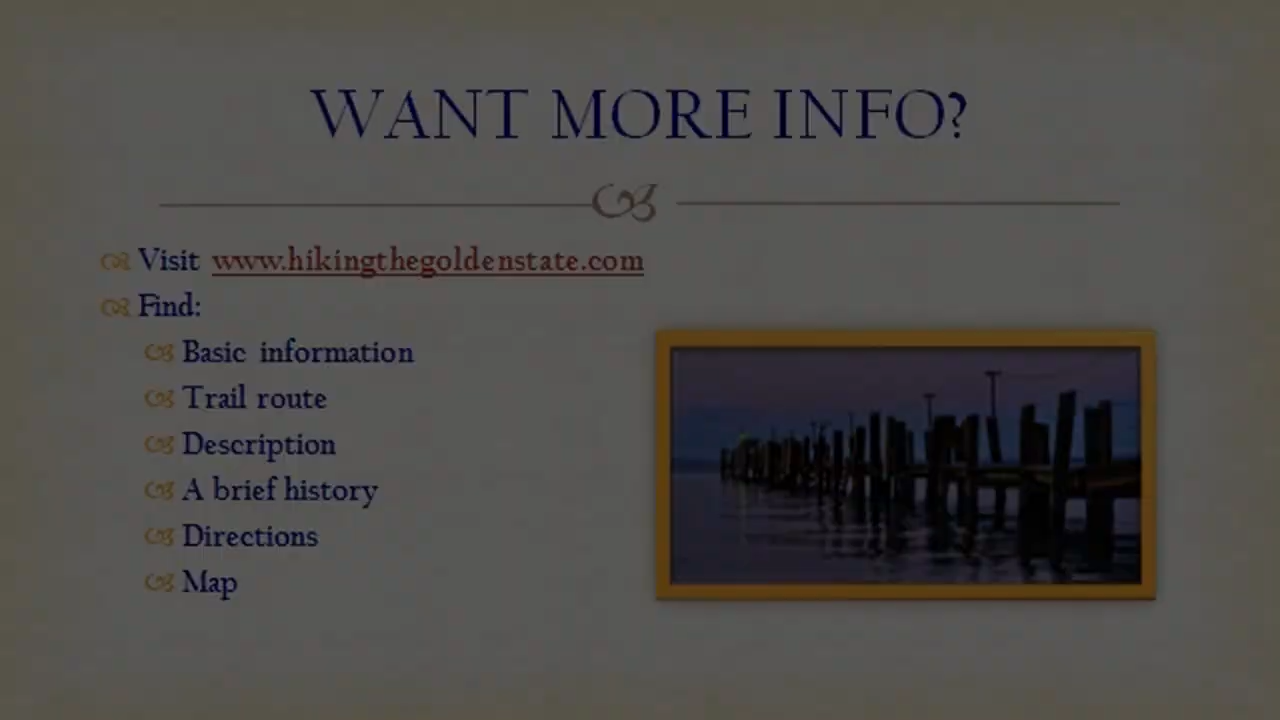 WANT MORE INFO?
Visit www.hikingthegoldenstate.com
Find:
Basic information
Trail route
Description
A brief history
Directions
Map